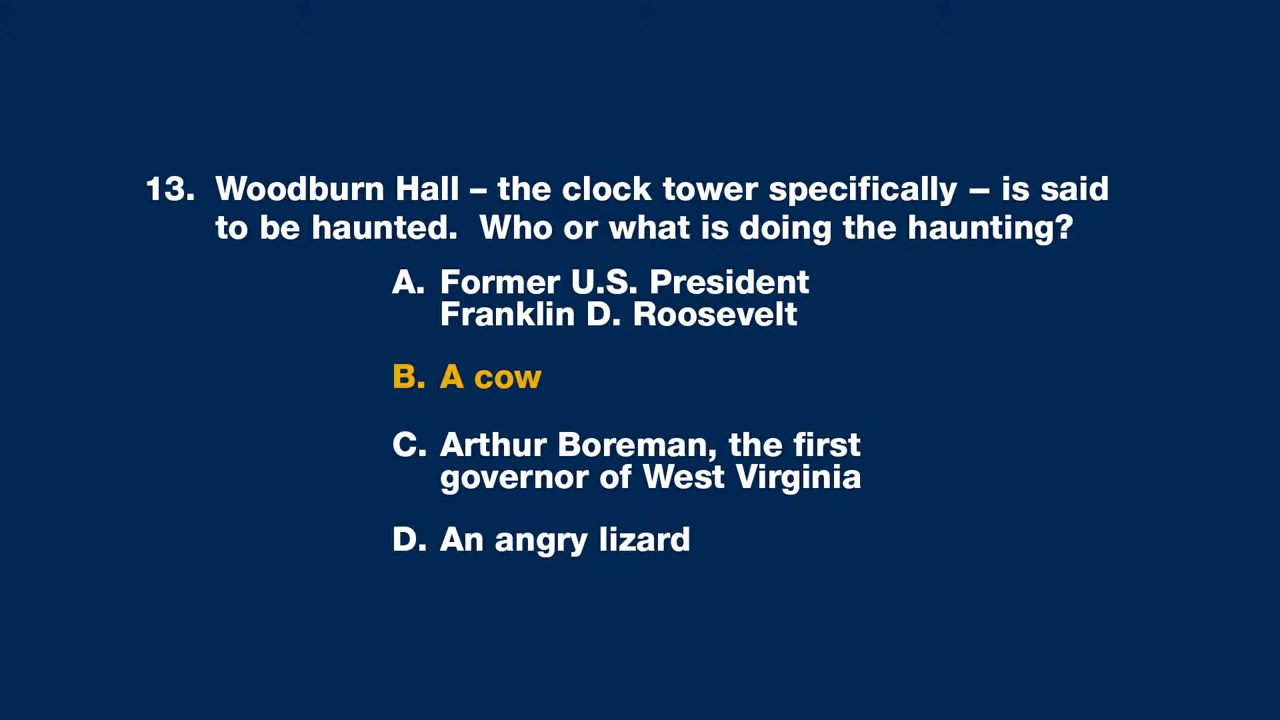 13. Woodburn Hall – the clock tower specifically – is said
to be haunted. Who or what is doing the haunting?
A. Former U.S. President
Franklin D. Roosevelt
B. A cow
C. Arthur Boreman, the first
governor of West Virginia
D. An angry lizard